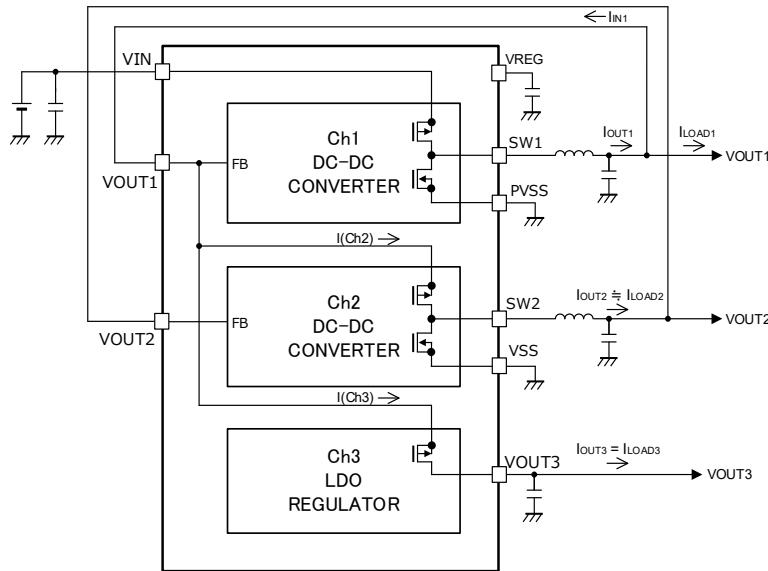 IIN1
VIN
VREG
Ch1
DC-DC
CONVERTER
FB
VOUT1
SW1
IOUT1
ILOAD1
VOUT1
PVSS
I(Ch2)
Ch2
DC-DC
CONVERTER
FB
VOUT2
SW2
IOUT2 ≒ ILOAD2
VOUT2
VSS
I(Ch3)
Ch3
LDO
REGULATOR
VOUT3
IOUT3 = ILOAD3
VOUT3